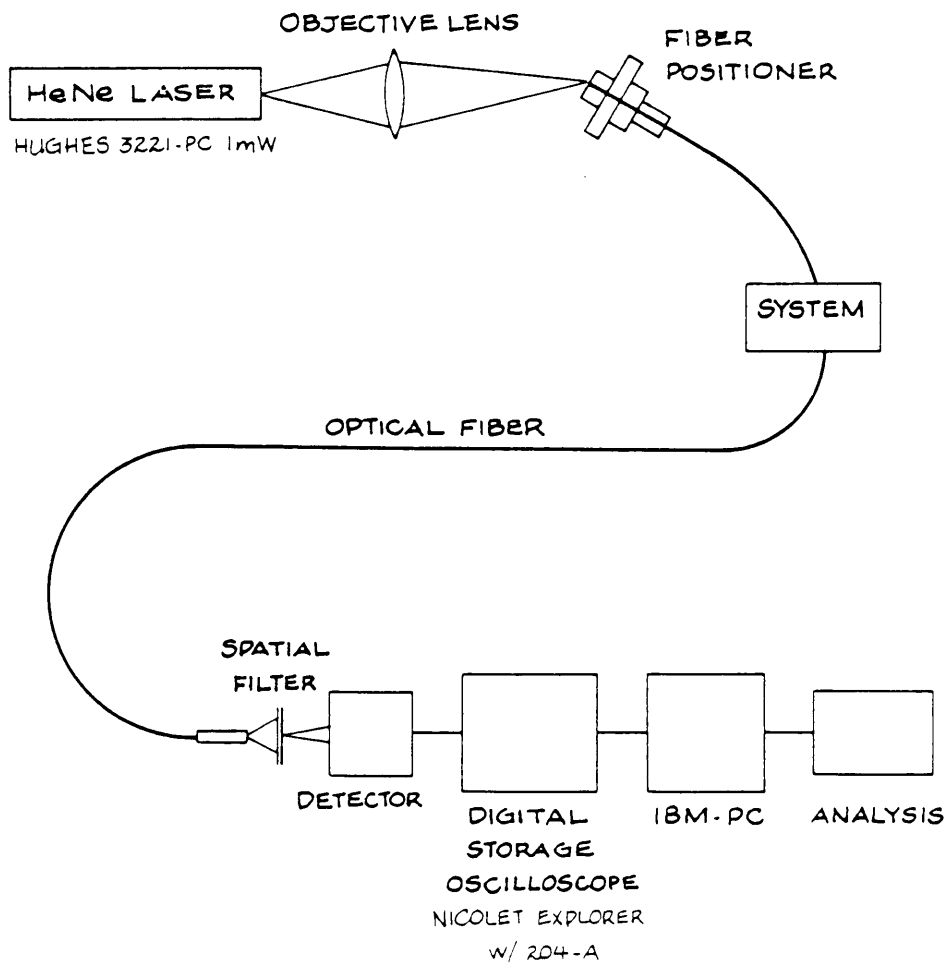 OBJECTIVE LENS
FIBER
POSITIONER
HeNe LASER
HUGHES 3221-PC 1mW
SYSTEM
OPTICAL FIBER
SPATIAL
FILTER
DETECTOR
DIGITAL
STORAGE
OSCILLOSCOPE
NICOLET EXPLORER
W/ 204-A
IBM-PC
ANALYSIS